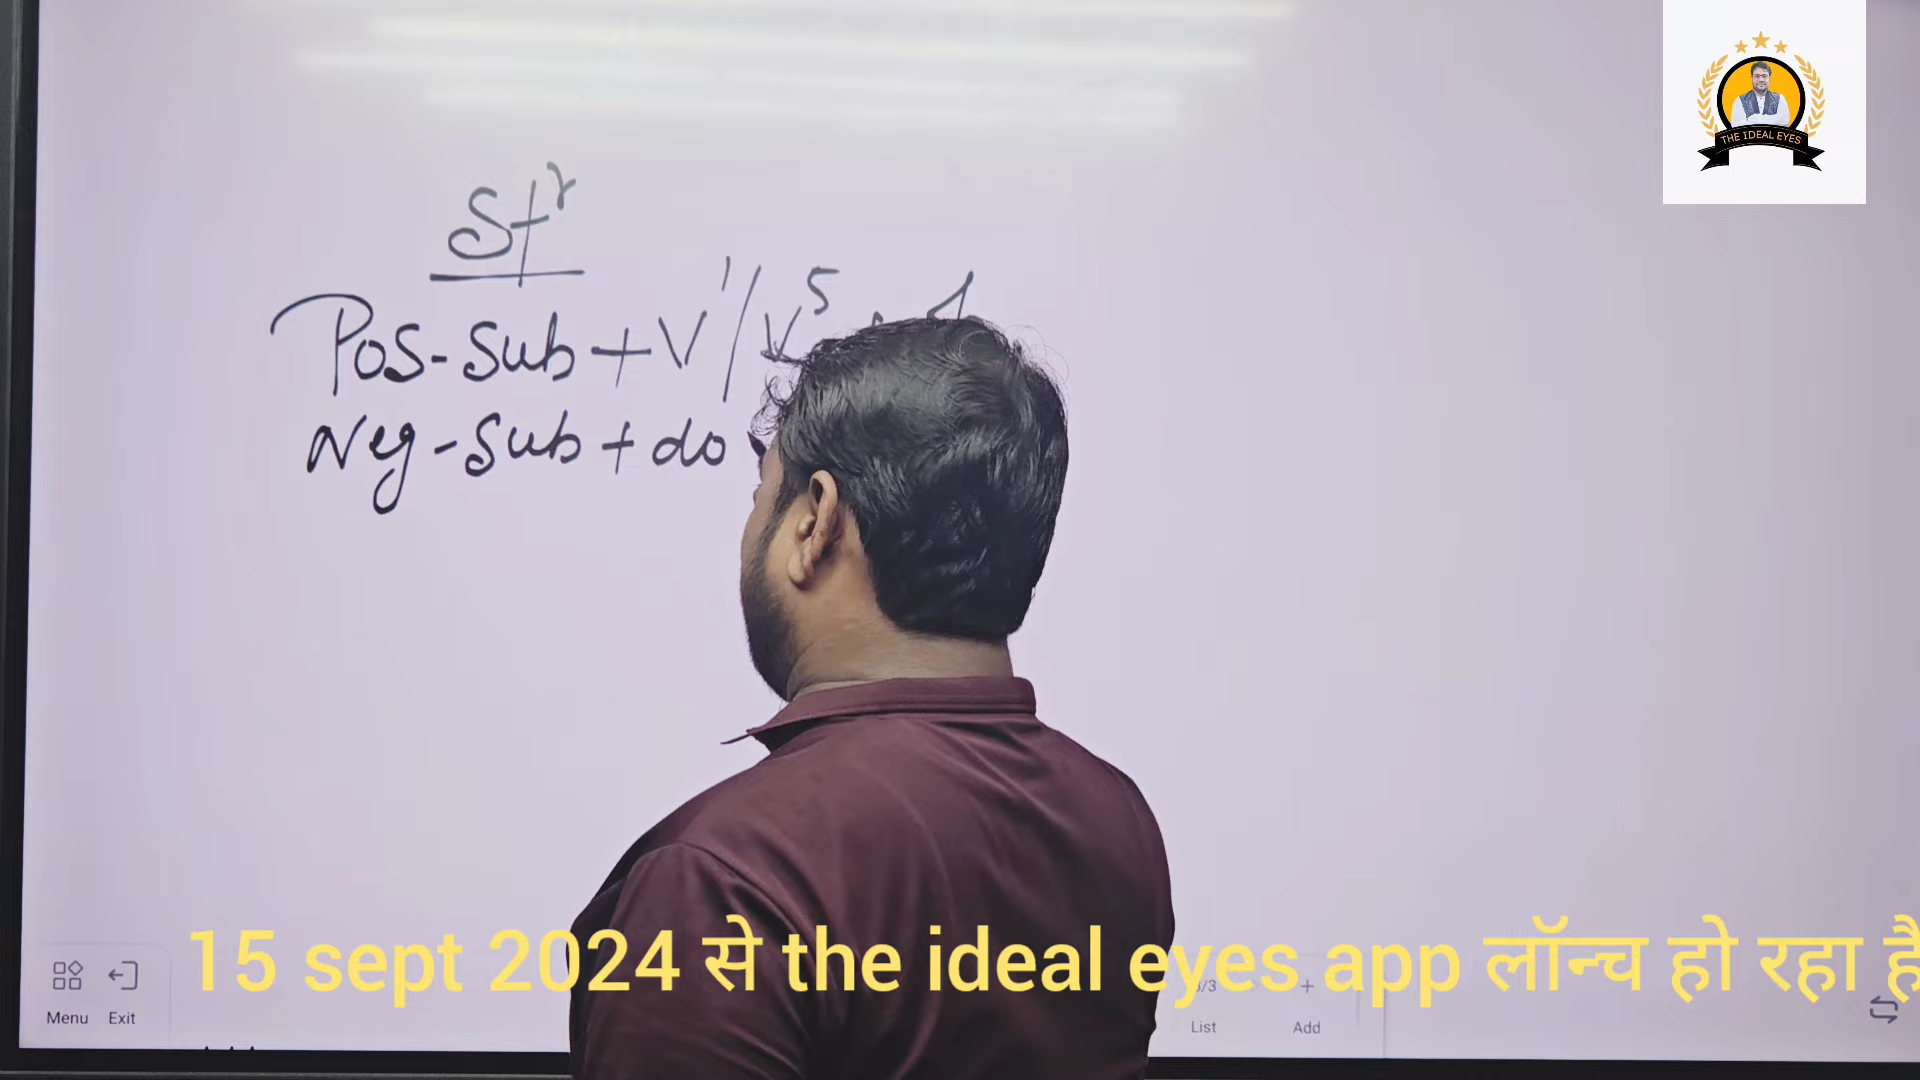 THE IDEAL EYES
Str
Pos-Sub+V¹/V⁵
Neg-Sub+do
15 sept 2024 से the ideal eyes app लॉन्च हो रहा है
Menu Exit
List Add